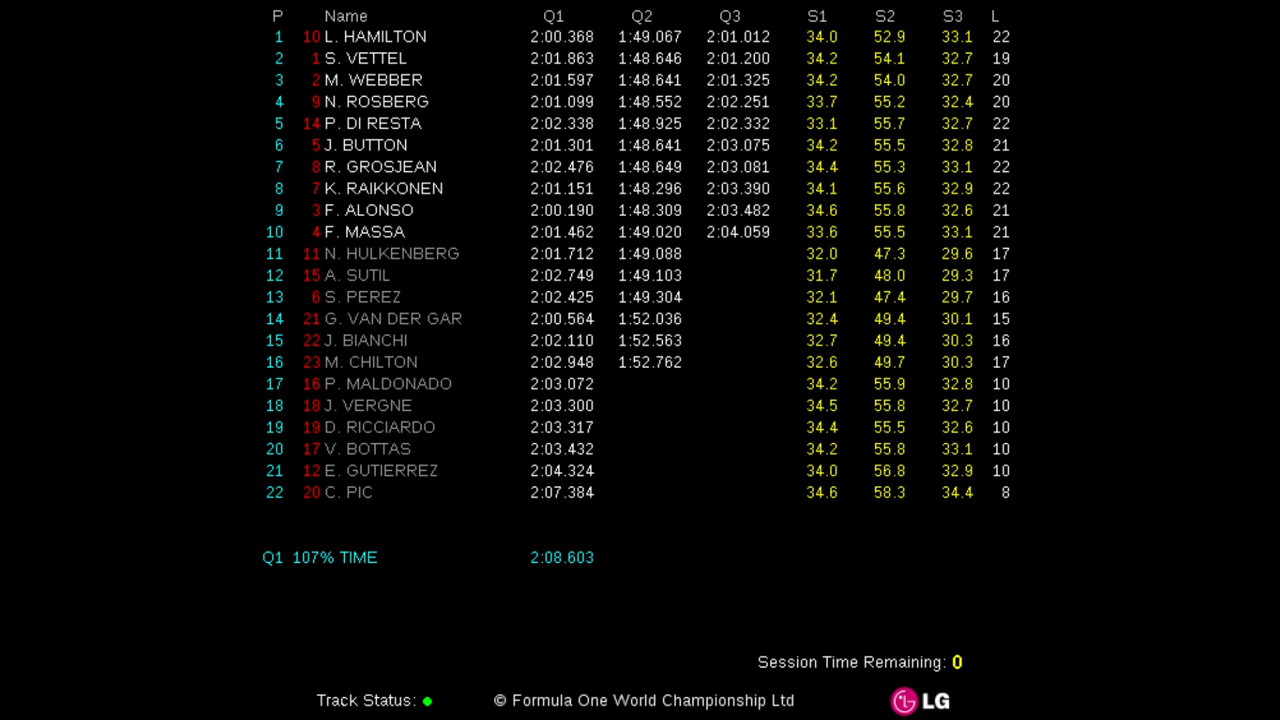 P Name Q1 Q2 Q3 S1 S2 S3 L
1 10 L. HAMILTON 2:00.368 1:49.067 2:01.012 34.0 52.9 33.1 22
2 1 S. VETTEL 2:01.863 1:48.646 2:01.200 34.2 54.1 32.7 19
3 2 M. WEBBER 2:01.597 1:48.641 2:01.325 34.2 54.0 32.7 20
4 9 N. ROSBERG 2:01.099 1:48.552 2:02.251 33.7 55.2 32.4 20
5 14 P. DI RESTA 2:02.338 1:48.925 2:02.332 33.1 55.7 32.7 22
6 5 J. BUTTON 2:01.301 1:48.641 2:03.075 34.2 55.5 32.8 21
7 8 R. GROSJEAN 2:02.476 1:48.649 2:03.081 34.4 55.3 33.1 22
8 7 K. RAIKKONEN 2:01.151 1:48.296 2:03.390 34.1 55.6 32.9 22
9 3 F. ALONSO 2:00.190 1:48.309 2:03.482 34.6 55.8 32.6 21
10 4 F. MASSA 2:01.462 1:49.020 2:04.059 33.6 55.5 33.1 21
11 11 N. HULKENBERG 2:01.712 1:49.088 32.0 47.3 29.6 17
12 15 A. SUTIL 2:02.749 1:49.103 31.7 48.0 29.3 17
13 6 S. PEREZ 2:02.425 1:49.304 32.1 47.4 29.7 16
14 21 G. VAN DER GAR 2:00.564 1:52.036 32.4 49.4 30.1 15
15 22 J. BIANCHI 2:02.110 1:52.563 32.7 49.4 30.3 16
16 23 M. CHILTON 2:02.948 1:52.762 32.6 49.7 30.3 17
17 16 P. MALDONADO 2:03.072 34.2 55.9 32.8 10
18 18 J. VERGNE 2:03.300 34.5 55.8 32.7 10
19 19 D. RICCIARDO 2:03.317 34.4 55.5 32.6 10
20 17 V. BOTTAS 2:03.432 34.2 55.8 33.1 10
21 12 E. GUTIERREZ 2:04.324 34.0 56.8 32.9 10
22 20 C. PIC 2:07.384 34.6 58.3 34.4 8
Q1 107% TIME 2:08.603
Session Time Remaining: 0
Track Status: © Formula One World Championship Ltd LG